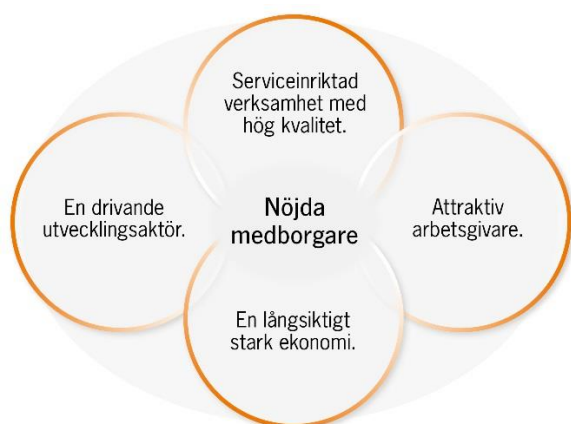 Serviceinriktad
verksamhet med
hög kvalitet.
En drivande
utvecklingsaktör.
Nöjda
medborgare
Attraktiv
arbetsgivare.
En långsiktigt
stark ekonomi.